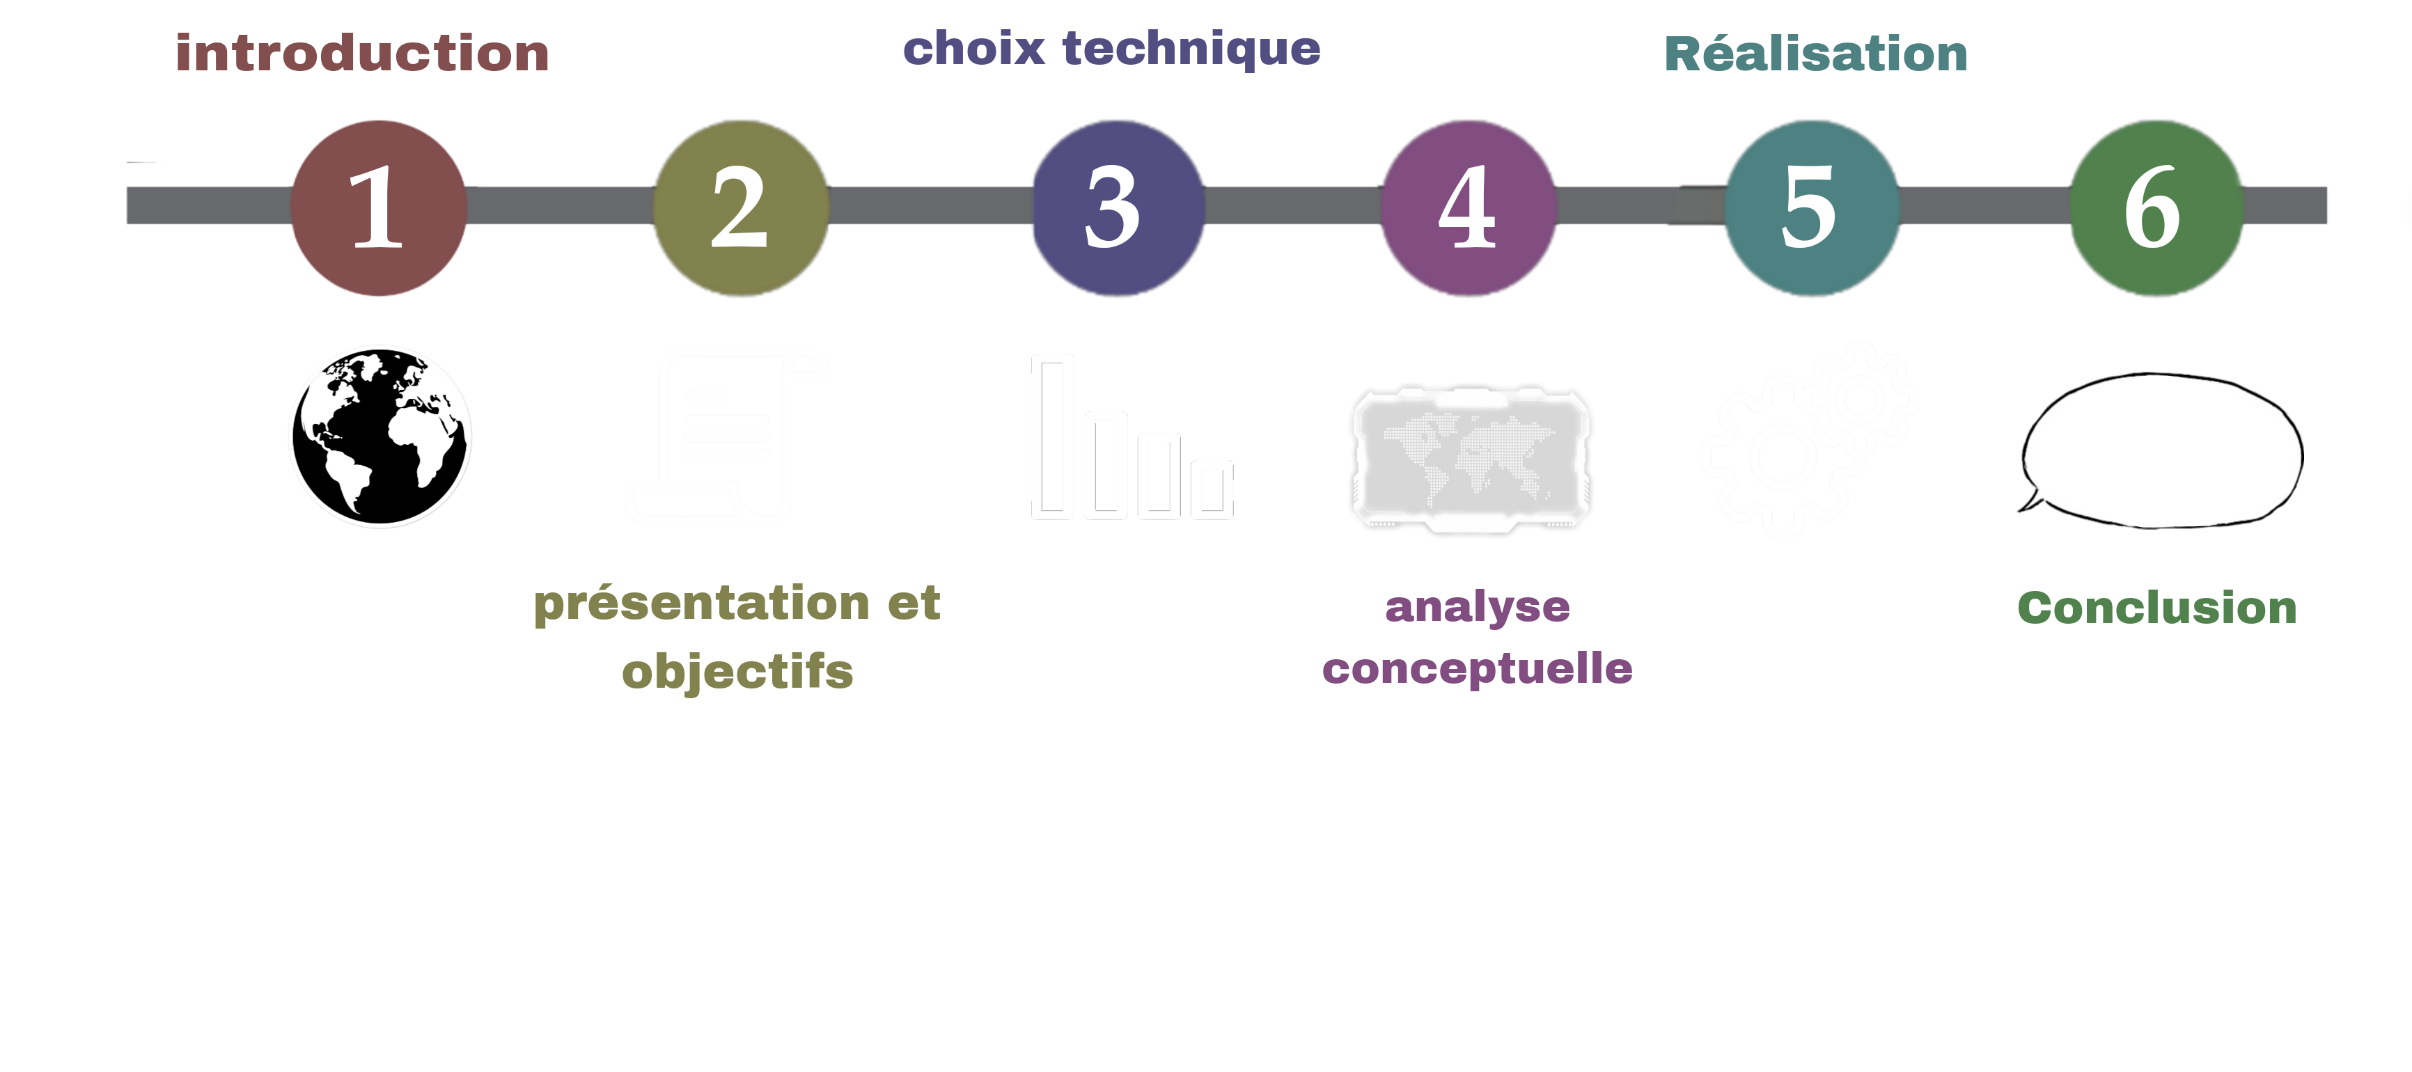 introduction
choix technique
Réalisation
1
2
3
4
5
6
présentation et
objectifs
analyse
conceptuelle
Conclusion